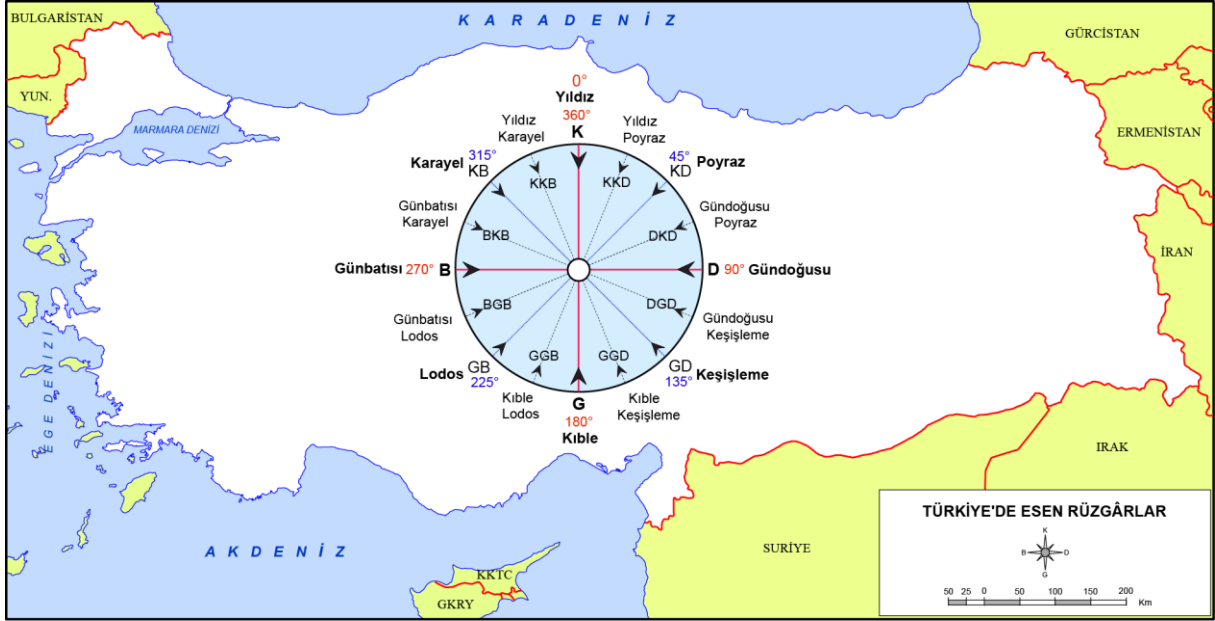 BULGARİSTAN
K A R A D E N İ Z
GÜRCİSTAN
YUN.
MARMARA DENİZİ
ERMENİSTAN
0°
Yıldız
360°
K
Yıldız
Karayel
Yıldız
Poyraz
Karayel 315°
KB
45° Poyraz
KD
KKB
KKD
Günbatısı
Karayel
BKB
DKD
Gündoğusu
Poyraz
Günbatısı 270° B
D 90° Gündoğusu
İRAN
BGB
DGD
Günbatısı
Lodos
Gündoğusu
Keşişleme
GGB
GGD
Lodos GB
225°
GD Keşişleme
135°
Kıble
Lodos
G
180°
Kıble
Kıble
Keşişleme
EGE DENİZİ
IRAK
SURİYE
A K D E N İ Z
KKTC
GKRY
TÜRKİYE'DE ESEN RÜZGÂRLAR
K
B D
G
50 25 0 50 100 150 200
Km